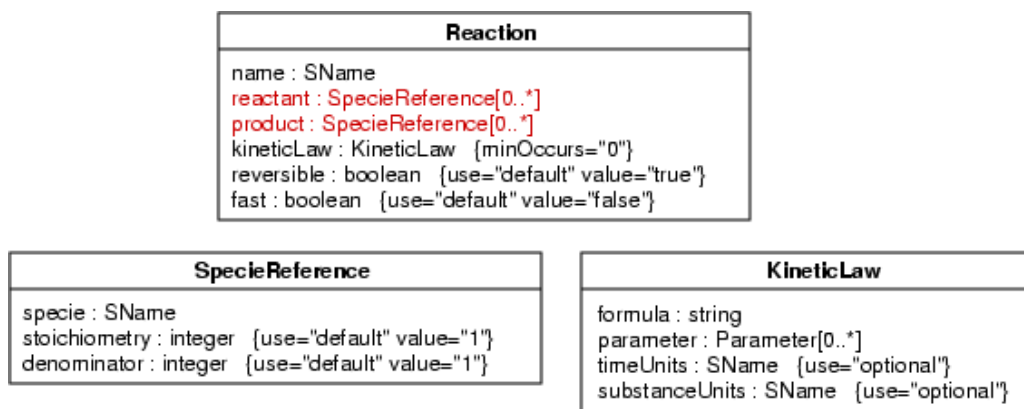 Reaction
name : SName
reactant : SpecieReference[0..*]
product : SpecieReference[0..*]
kineticLaw : KineticLaw {minOccurs="0"}
reversible : boolean {use="default" value="true"}
fast : boolean {use="default" value="false"}
SpecieReference
specie : SName
stoichiometry : integer {use="default" value="1"}
denominator : integer {use="default" value="1"}
KineticLaw
formula : string
parameter : Parameter[0..*]
timeUnits : SName {use="optional"}
substanceUnits : SName {use="optional"}